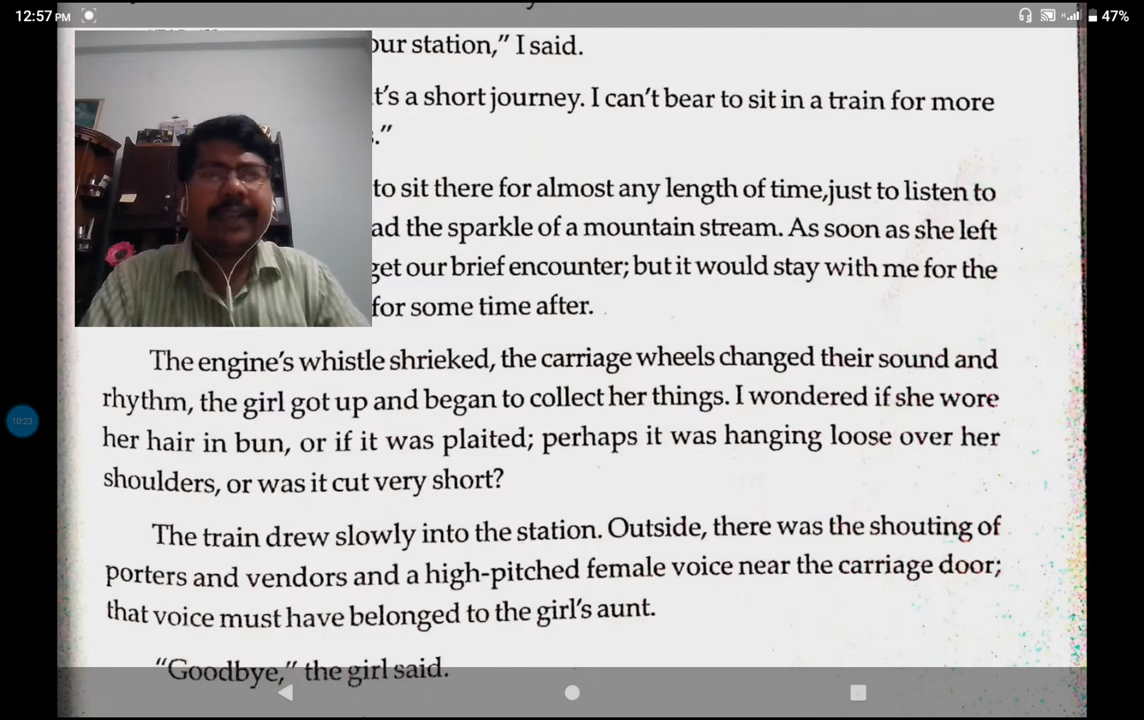 12:57 PM
47%
our station," I said.
t's a short journey. I can't bear to sit in a train for more
."
to sit there for almost any length of time,just to listen to
ad the sparkle of a mountain stream. As soon as she left
get our brief encounter; but it would stay with me for the
for some time after.
The engine's whistle shrieked, the carriage wheels changed their sound and
rhythm, the girl got up and began to collect her things. I wondered if she wore
her hair in bun, or if it was plaited; perhaps it was hanging loose over her
shoulders, or was it cut very short?
10:23
The train drew slowly into the station. Outside, there was the shouting of
porters and vendors and a high-pitched female voice near the carriage door;
that voice must have belonged to the girl's aunt.
"Goodbye," the girl said.